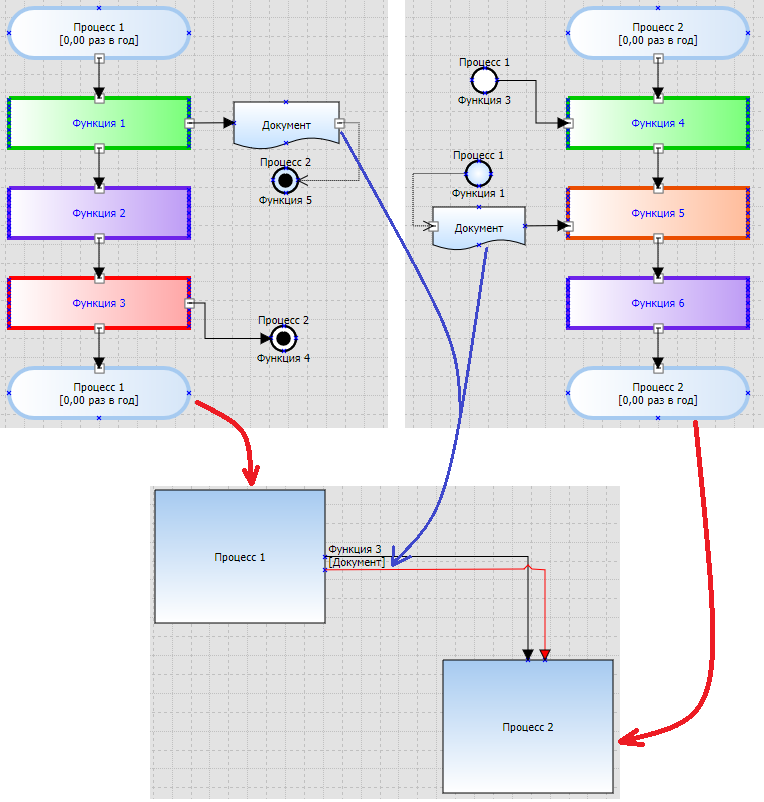 Процесс 1
[0,00 раз в год]
Функция 1
Документ
Процесс 2
Функция 5
Функция 2
Функция 3
Процесс 2
Функция 4
Процесс 1
[0,00 раз в год]
Процесс 2
[0,00 раз в год]
Процесс 1
Функция 3
Функция 4
Процесс 1
Функция 1
Документ
Функция 5
Функция 6
Процесс 2
[0,00 раз в год]
Процесс 1
Функция 3
[Документ]
Процесс 2